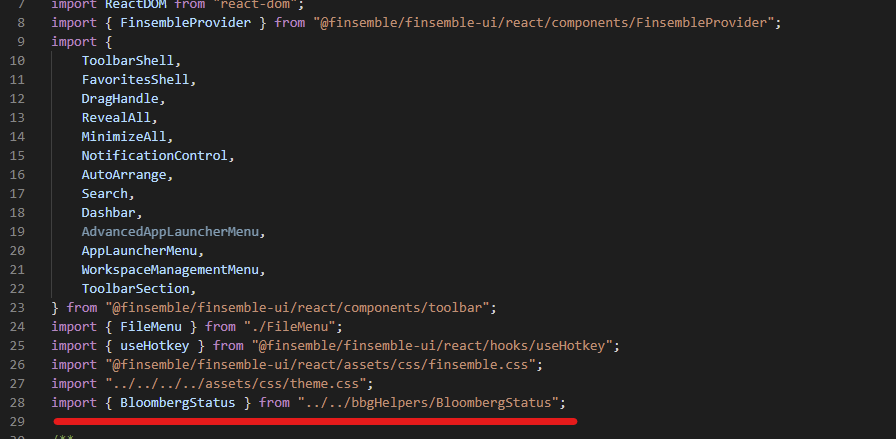 7 import ReactDOM from "react-dom";
8 import { FinsembleProvider } from "@finsemble/finsemble-ui/react/components/FinsembleProvider";
9 import {
10 ToolbarShell,
11 FavoritesShell,
12 DragHandle,
13 RevealAll,
14 MinimizeAll,
15 NotificationControl,
16 AutoArrange,
17 Search,
18 Dashbar,
19 AdvancedAppLauncherMenu,
20 AppLauncherMenu,
21 WorkspaceManagementMenu,
22 ToolbarSection,
23 } from "@finsemble/finsemble-ui/react/components/toolbar";
24 import { FileMenu } from "./FileMenu";
25 import { useHotkey } from "@finsemble/finsemble-ui/react/hooks/useHotkey";
26 import "@finsemble/finsemble-ui/react/assets/css/finsemble.css";
27 import "../../../../assets/css/theme.css";
28 import { BloombergStatus } from "../../bbgHelpers/BloombergStatus";
29
30 /**